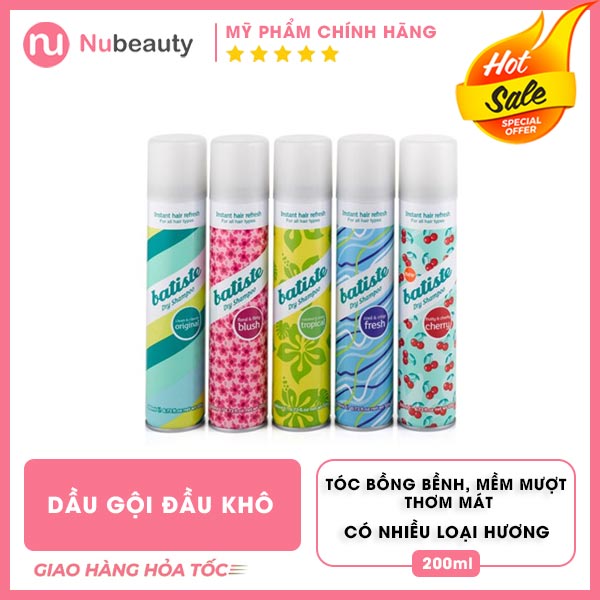 nu Nubeauty
MỸ PHẨM CHÍNH HÃNG
Hot
Sale
SPECIAL
OFFER
Instant hair refresh
For all hair types
batiste
Dry Shampoo
original
Instant hair refresh
For all hair types
batiste
Dry Shampoo
blush
Instant hair refresh
For all hair types
batiste
Dry Shampoo
tropical
Instant hair refresh
For all hair types
batiste
Dry Shampoo
fresh
Instant hair refresh
For all hair types
batiste
Dry Shampoo
cherry
DẦU GỘI ĐẦU KHÔ
GIAO HÀNG HỎA TỐC
TÓC BỒNG BỀNH, MỀM MƯỢT
THƠM MÁT
CÓ NHIỀU LOẠI HƯƠNG
200ml